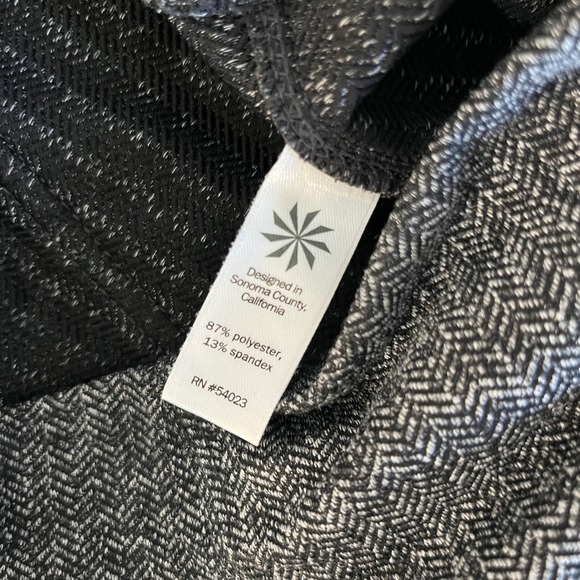 Designed in
Sonoma County,
California
87% polyester,
13% spandex
RN #54023